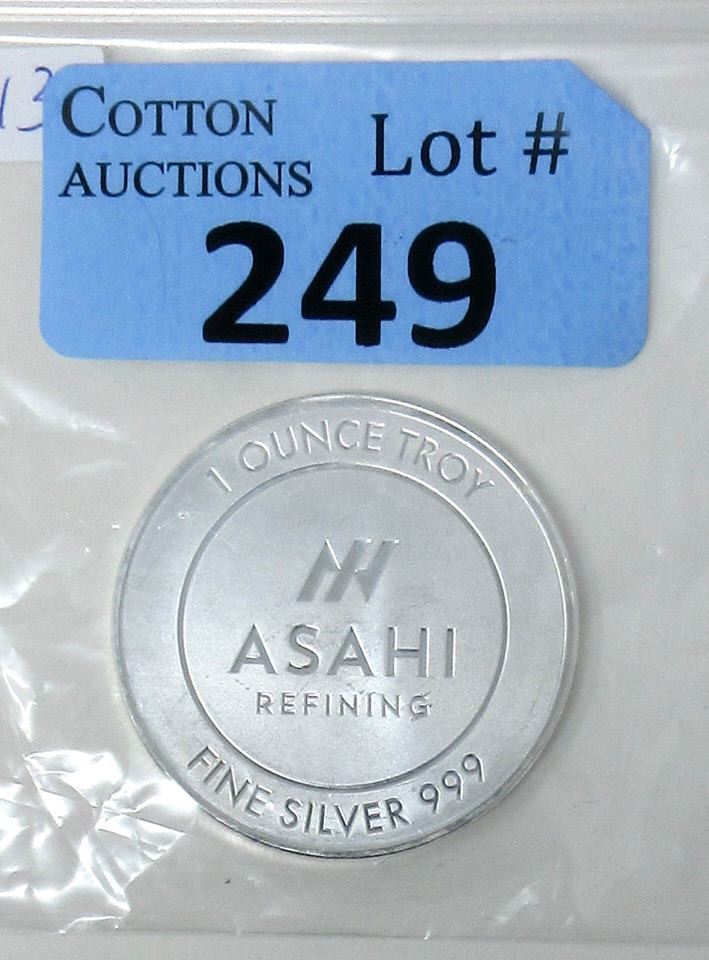 13
COTTON
AUCTIONS
Lot #
249
1 OUNCE TROY
ASAHI
REFINING
FINE SILVER 999